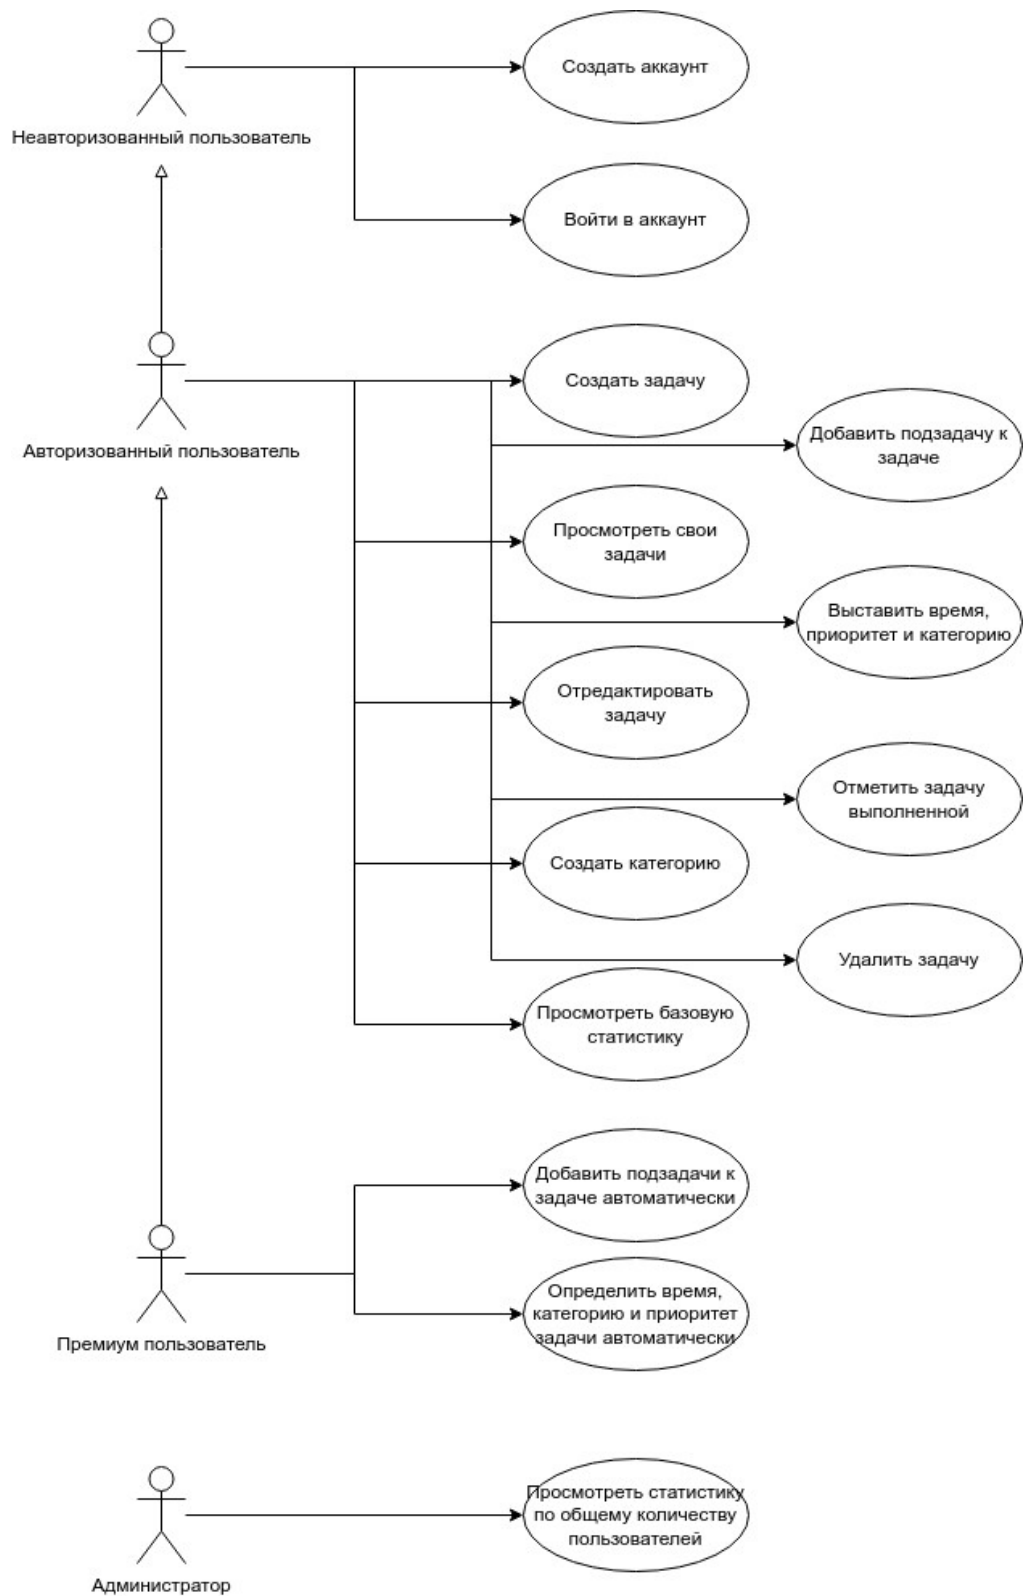 Создать аккаунт
Неавторизованный пользователь
Войти в аккаунт
Создать задачу
Добавить подзадачу к
задаче
Авторизованный пользователь
Просмотреть свои
задачи
Выставить время,
приоритет и категорию
Отредактировать
задачу
Отметить задачу
выполненной
Создать категорию
Удалить задачу
Просмотреть базовую
статистику
Добавить подзадачи к
задаче автоматически
Определить время,
категорию и приоритет
задачи автоматически
Премиум пользователь
Просмотреть статистику
по общему количеству
пользователей
Администратор